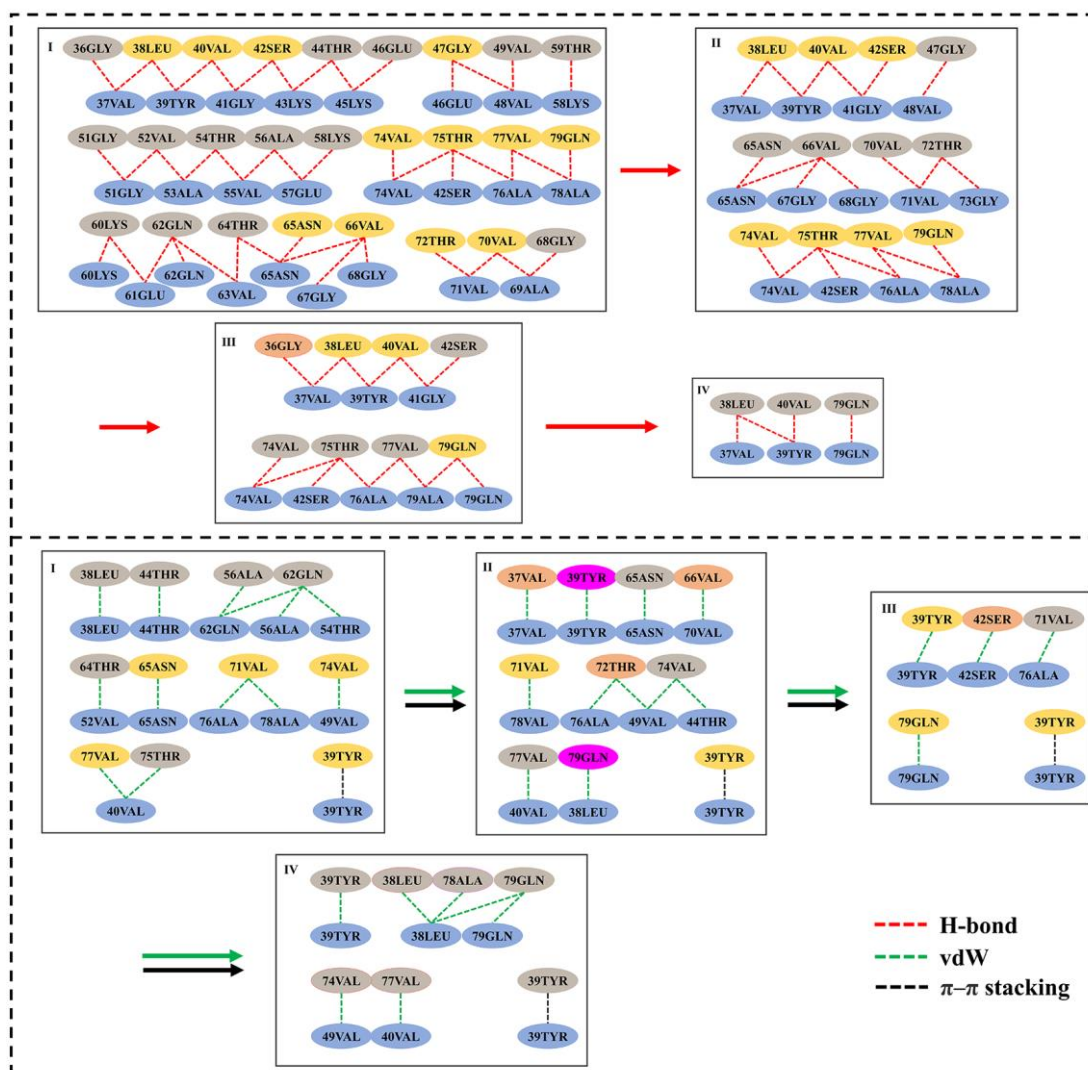 I
36GLY 38LEU 40VAL 42SER 44THR 46GLU 47GLY 49VAL 59THR
37VAL 39TYR 41GLY 43LYS 45LYS 46GLU 48VAL 58LYS
51GLY 52VAL 54THR 56ALA 58LYS 74VAL 75THR 77VAL 79GLN
51GLY 53ALA 55VAL 57GLU 74VAL 42SER 76ALA 78ALA
60LYS 62GLN 64THR 65ASN 66VAL 72THR 70VAL 68GLY
60LYS 62GLN 65ASN 68GLY 71VAL 69ALA
61GLU 63VAL 67GLY
II
38LEU 40VAL 42SER 47GLY
37VAL 39TYR 41GLY 48VAL
65ASN 66VAL 70VAL 72THR
65ASN 67GLY 68GLY 71VAL 73GLY
74VAL 75THR 77VAL 79GLN
74VAL 42SER 76ALA 78ALA
III
36GLY 38LEU 40VAL 42SER
37VAL 39TYR 41GLY
74VAL 75THR 77VAL 79GLN
74VAL 42SER 76ALA 79ALA 79GLN
IV
38LEU 40VAL 79GLN
37VAL 39TYR 79GLN
I
38LEU 44THR 56ALA 62GLN
38LEU 44THR 62GLN 56ALA 54THR
64THR 65ASN 71VAL 74VAL
52VAL 65ASN 76ALA 78ALA 49VAL
77VAL 75THR 39TYR
40VAL 39TYR
II
37VAL 39TYR 65ASN 66VAL
37VAL 39TYR 65ASN 70VAL
71VAL 72THR 74VAL
78VAL 76ALA 49VAL 44THR
77VAL 79GLN 39TYR
40VAL 38LEU 39TYR
III
39TYR 42SER 71VAL
39TYR 42SER 76ALA
79GLN 39TYR
79GLN 39TYR
IV
39TYR 38LEU 78ALA 79GLN
39TYR 38LEU 79GLN
74VAL 77VAL 39TYR
49VAL 40VAL 39TYR
H-bond
vdW
π–π stacking